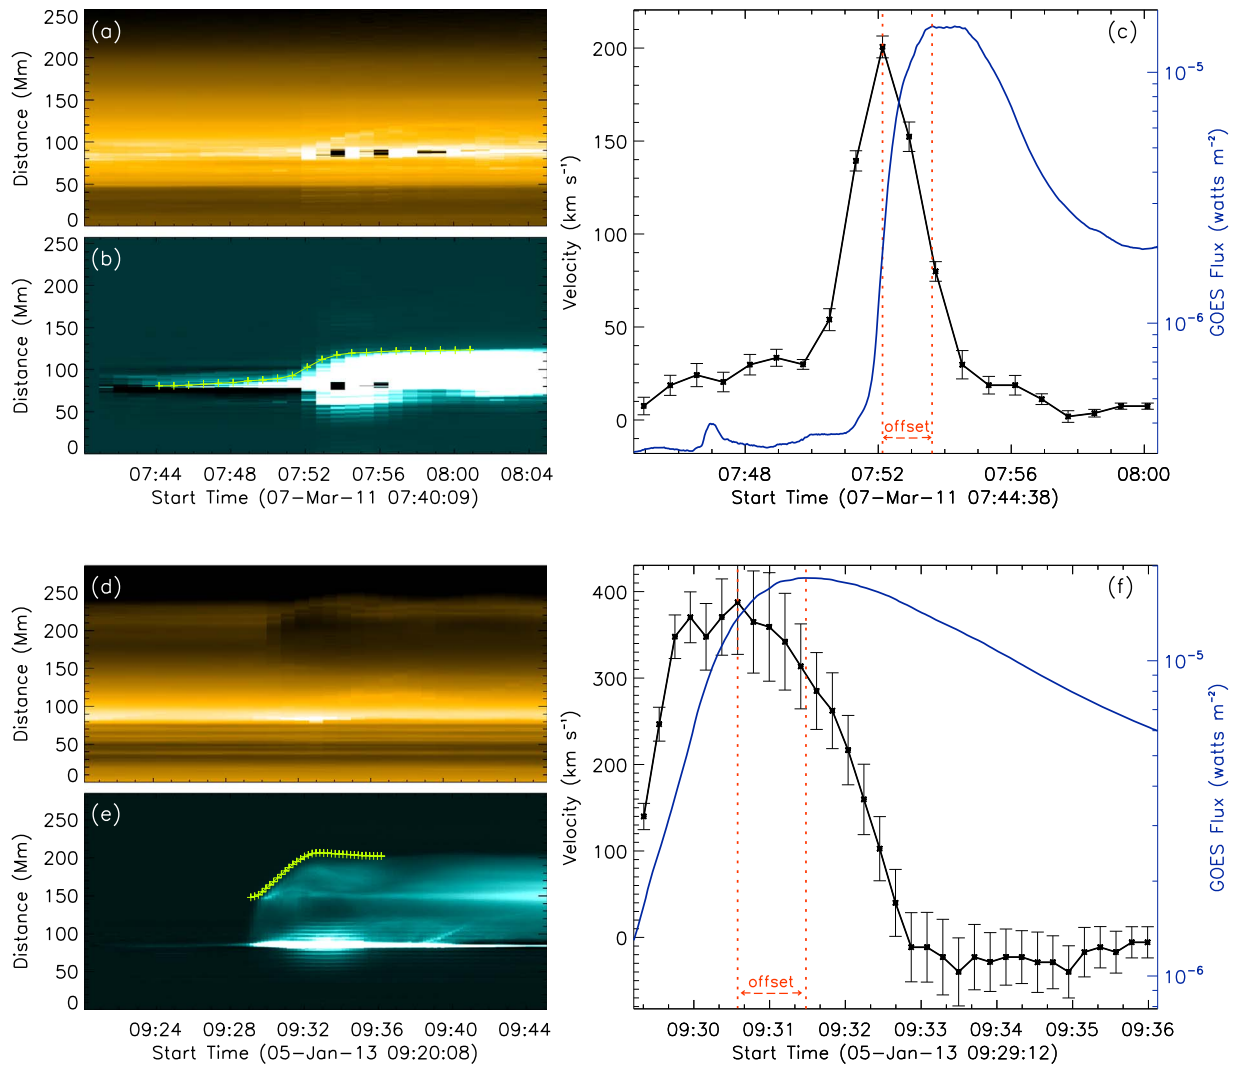 (a)
250
200
150
100
50
0
Distance (Mm)
(b)
250
200
150
100
50
0
Distance (Mm)
07:44 07:48 07:52 07:56 08:00 08:04
Start Time (07-Mar-11 07:40:09)
(c)
200
150
100
50
0
Velocity (km s⁻¹)
10⁻⁵
10⁻⁶
GOES Flux (watts m⁻²)
offset
07:48 07:52 07:56 08:00
Start Time (07-Mar-11 07:44:38)
(d)
250
200
150
100
50
0
Distance (Mm)
(e)
250
200
150
100
50
0
Distance (Mm)
09:24 09:28 09:32 09:36 09:40 09:44
Start Time (05-Jan-13 09:20:08)
(f)
400
300
200
100
0
Velocity (km s⁻¹)
10⁻⁵
10⁻⁶
GOES Flux (watts m⁻²)
offset
09:30 09:31 09:32 09:33 09:34 09:35 09:36
Start Time (05-Jan-13 09:29:12)